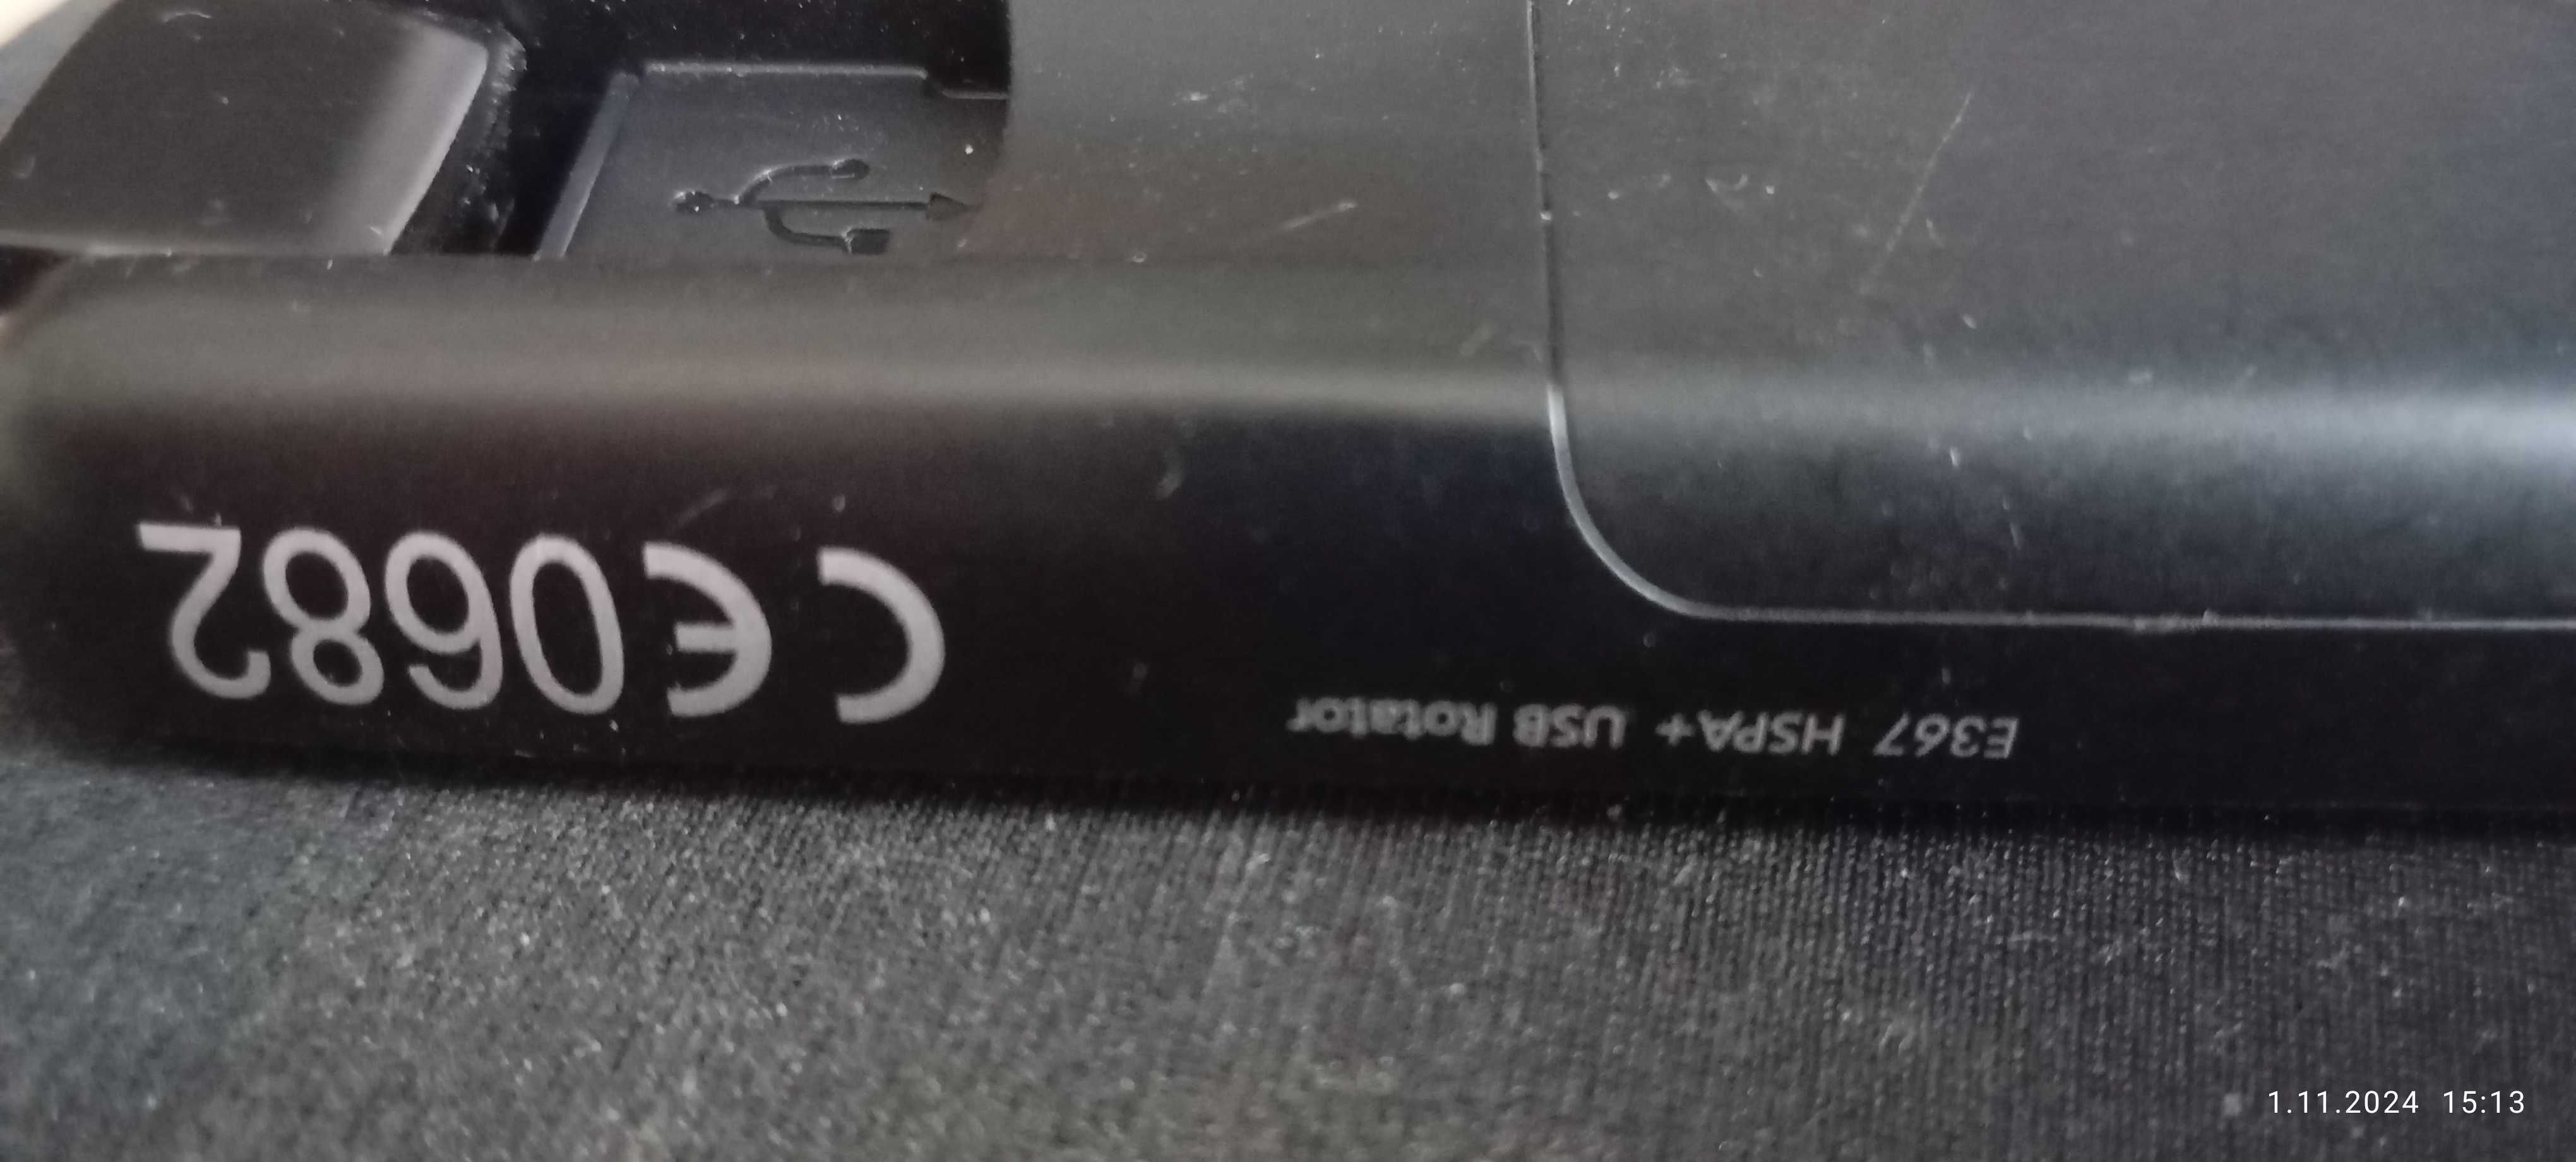 E367 HSPA+ USB Rotator
CE0682
1.11.2024 15:13